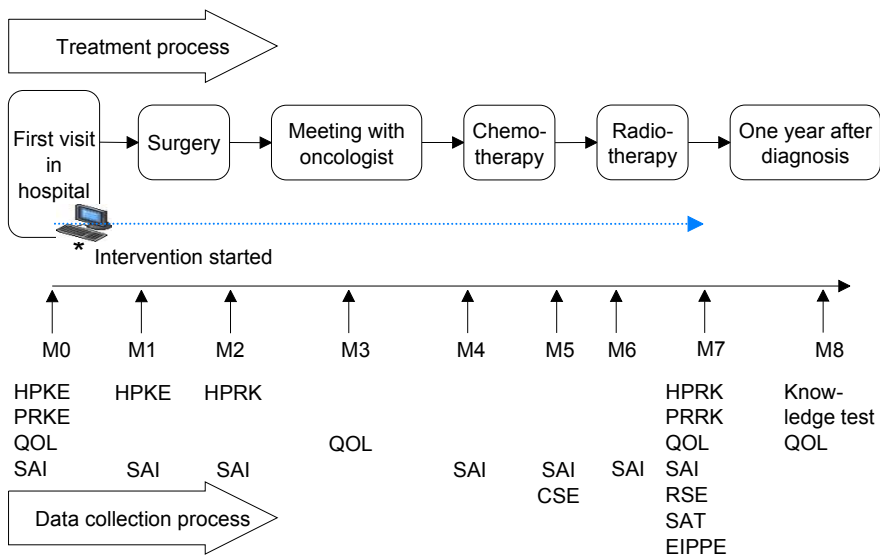 Treatment process
First visit
in
hospital
Surgery
Meeting with
oncologist
Chemo-
therapy
Radio-
therapy
One year after
diagnosis
* Intervention started
M0 M1 M2 M3 M4 M5 M6 M7 M8
HPKE HPKE HPRK HPRK Know-
PRKE PRRK ledge test
QOL QOL QOL QOL
SAI SAI SAI SAI SAI SAI SAI
CSE RSE
Data collection process SAT
EIPPE